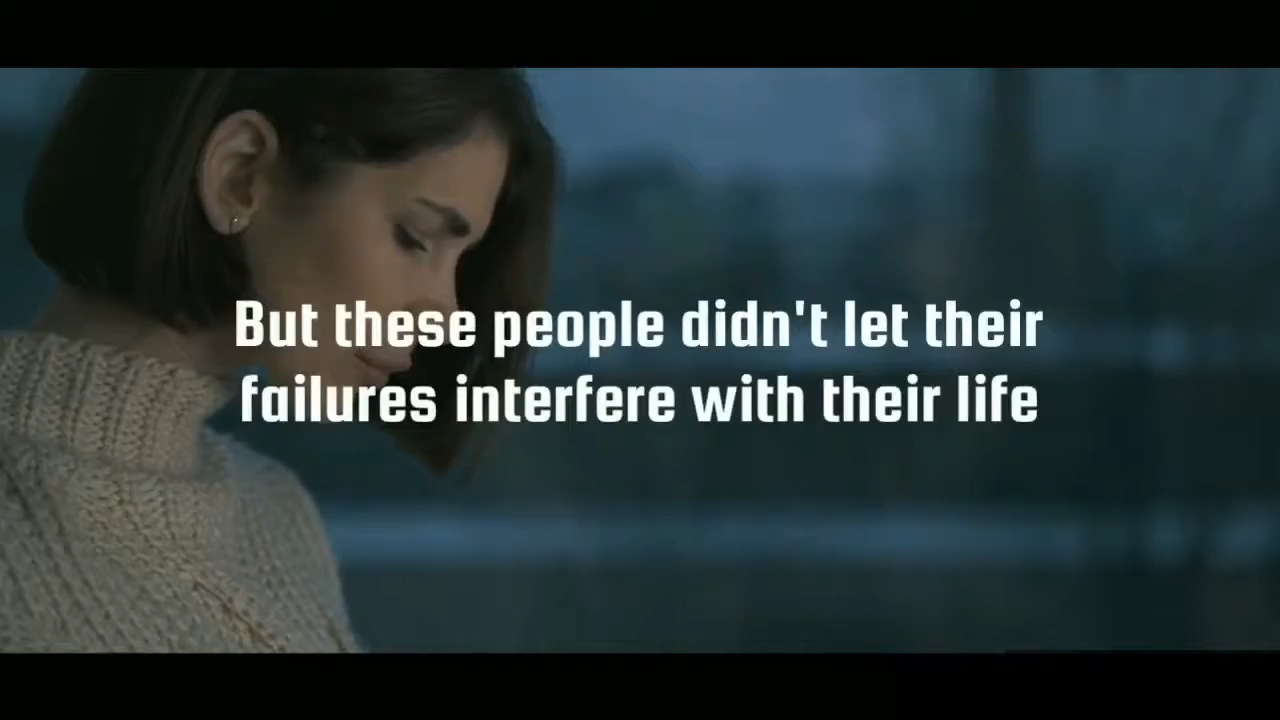 But these people didn't let their
failures interfere with their life